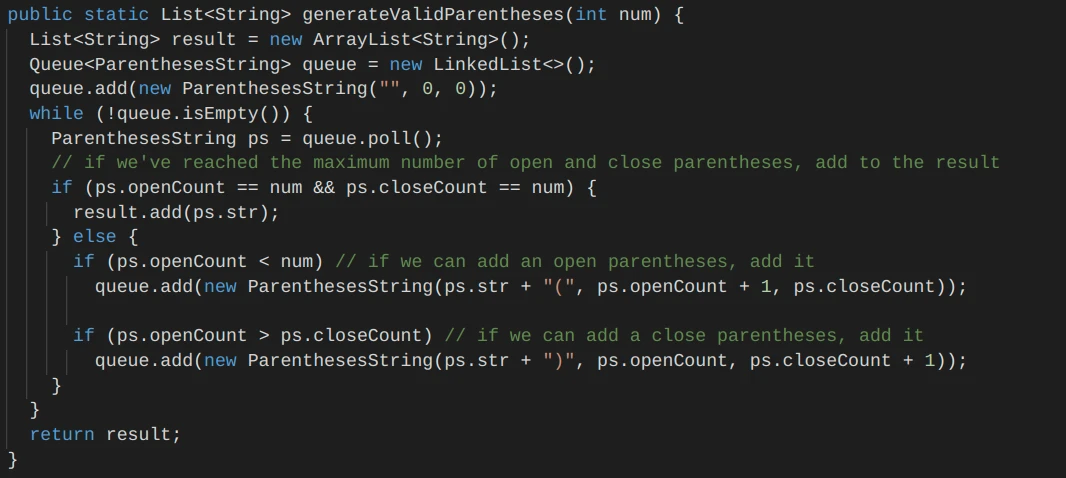 public static List<String> generateValidParentheses(int num) {
  List<String> result = new ArrayList<String>();
  Queue<ParenthesesString> queue = new LinkedList<>();
  queue.add(new ParenthesesString("", 0, 0));
  while (!queue.isEmpty()) {
    ParenthesesString ps = queue.poll();
    // if we've reached the maximum number of open and close parentheses, add to the result
    if (ps.openCount == num && ps.closeCount == num) {
      result.add(ps.str);
    } else {
      if (ps.openCount < num) // if we can add an open parentheses, add it
        queue.add(new ParenthesesString(ps.str + "(", ps.openCount + 1, ps.closeCount));

      if (ps.openCount > ps.closeCount) // if we can add a close parentheses, add it
        queue.add(new ParenthesesString(ps.str + ")", ps.openCount, ps.closeCount + 1));
    }
  }
  return result;
}